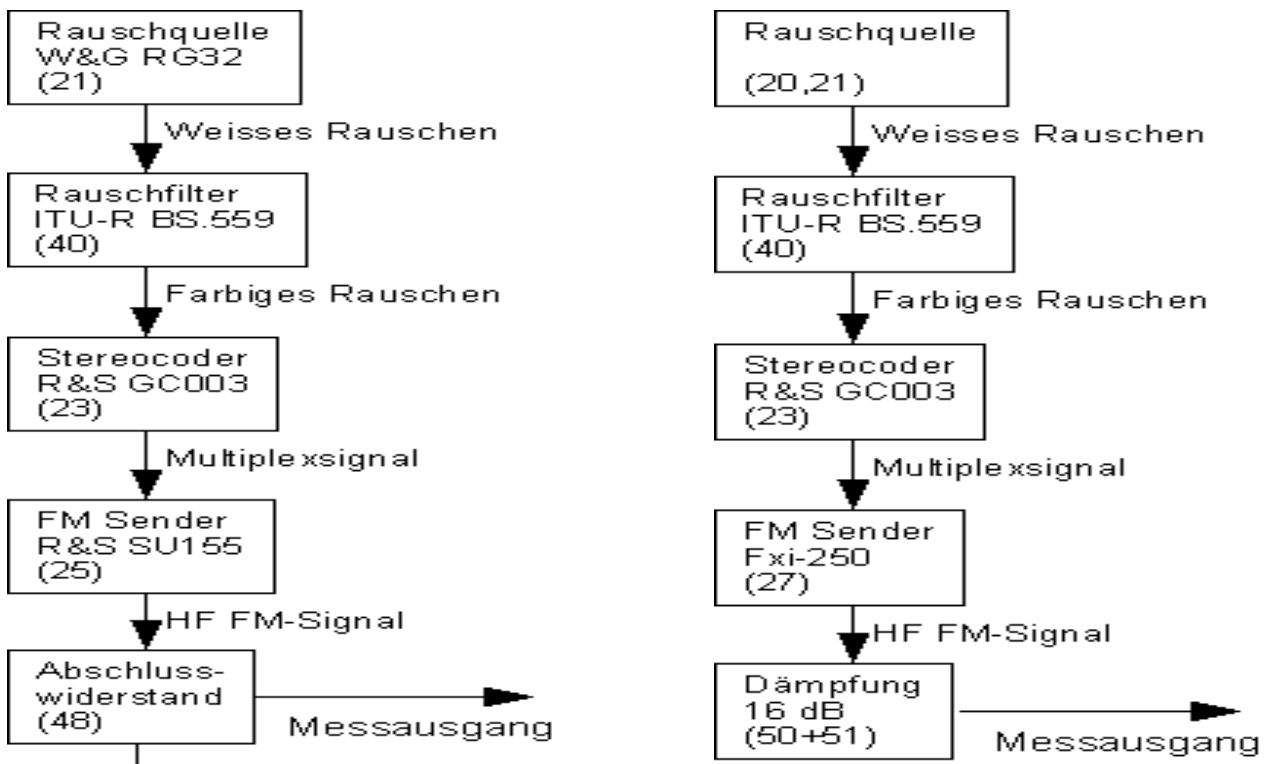 Rauschquelle
W&G RG32
(21)
Weisses Rauschen
Rauschfilter
ITU-R BS.559
(40)
Farbiges Rauschen
Stereocoder
R&S GC003
(23)
Multiplexsignal
FM Sender
R&S SU155
(25)
HF FM-Signal
Abschluss-
widerstand
(48)
Messausgang
Rauschquelle
(20,21)
Weisses Rauschen
Rauschfilter
ITU-R BS.559
(40)
Farbiges Rauschen
Stereocoder
R&S GC003
(23)
Multiplexsignal
FM Sender
Fxi-250
(27)
HF FM-Signal
Dämpfung
16 dB
(50+51)
Messausgang